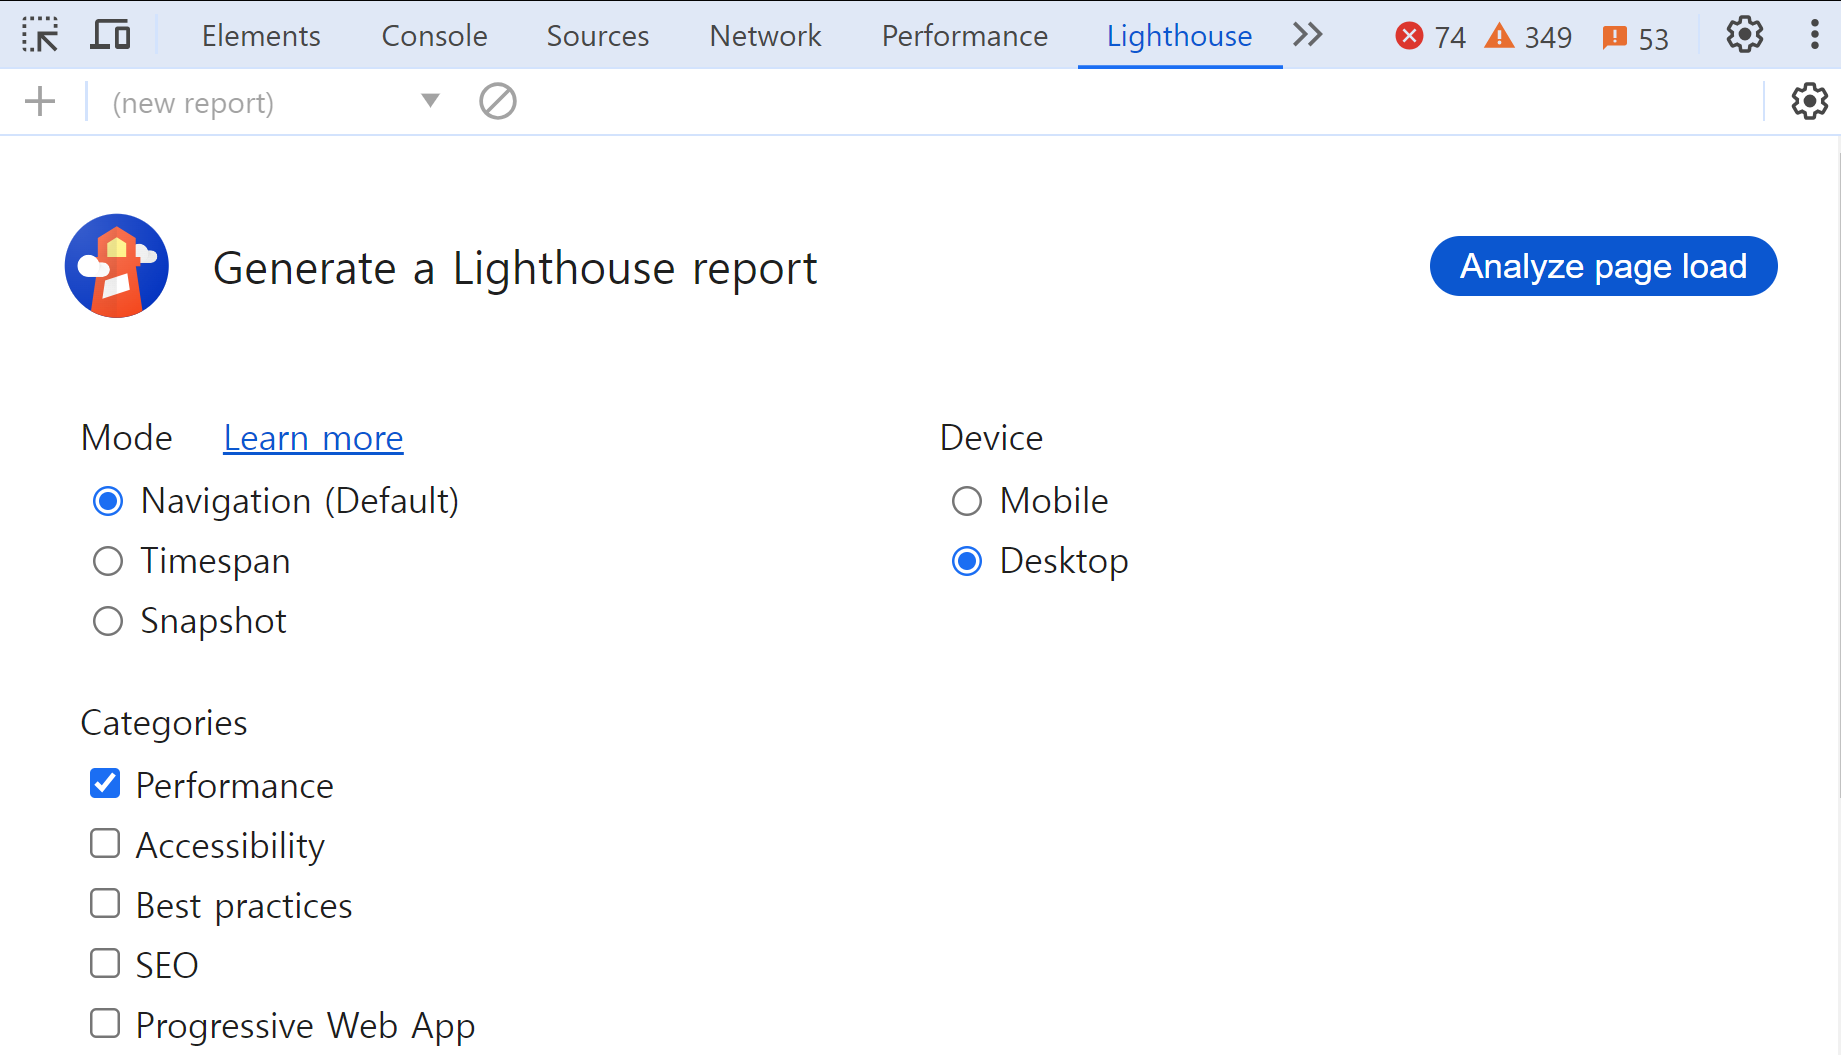 Elements Console Sources Network Performance Lighthouse 74 349 53
(new report)
Generate a Lighthouse report
Analyze page load
Mode Learn more
Navigation (Default)
Timespan
Snapshot
Device
Mobile
Desktop
Categories
Performance
Accessibility
Best practices
SEO
Progressive Web App